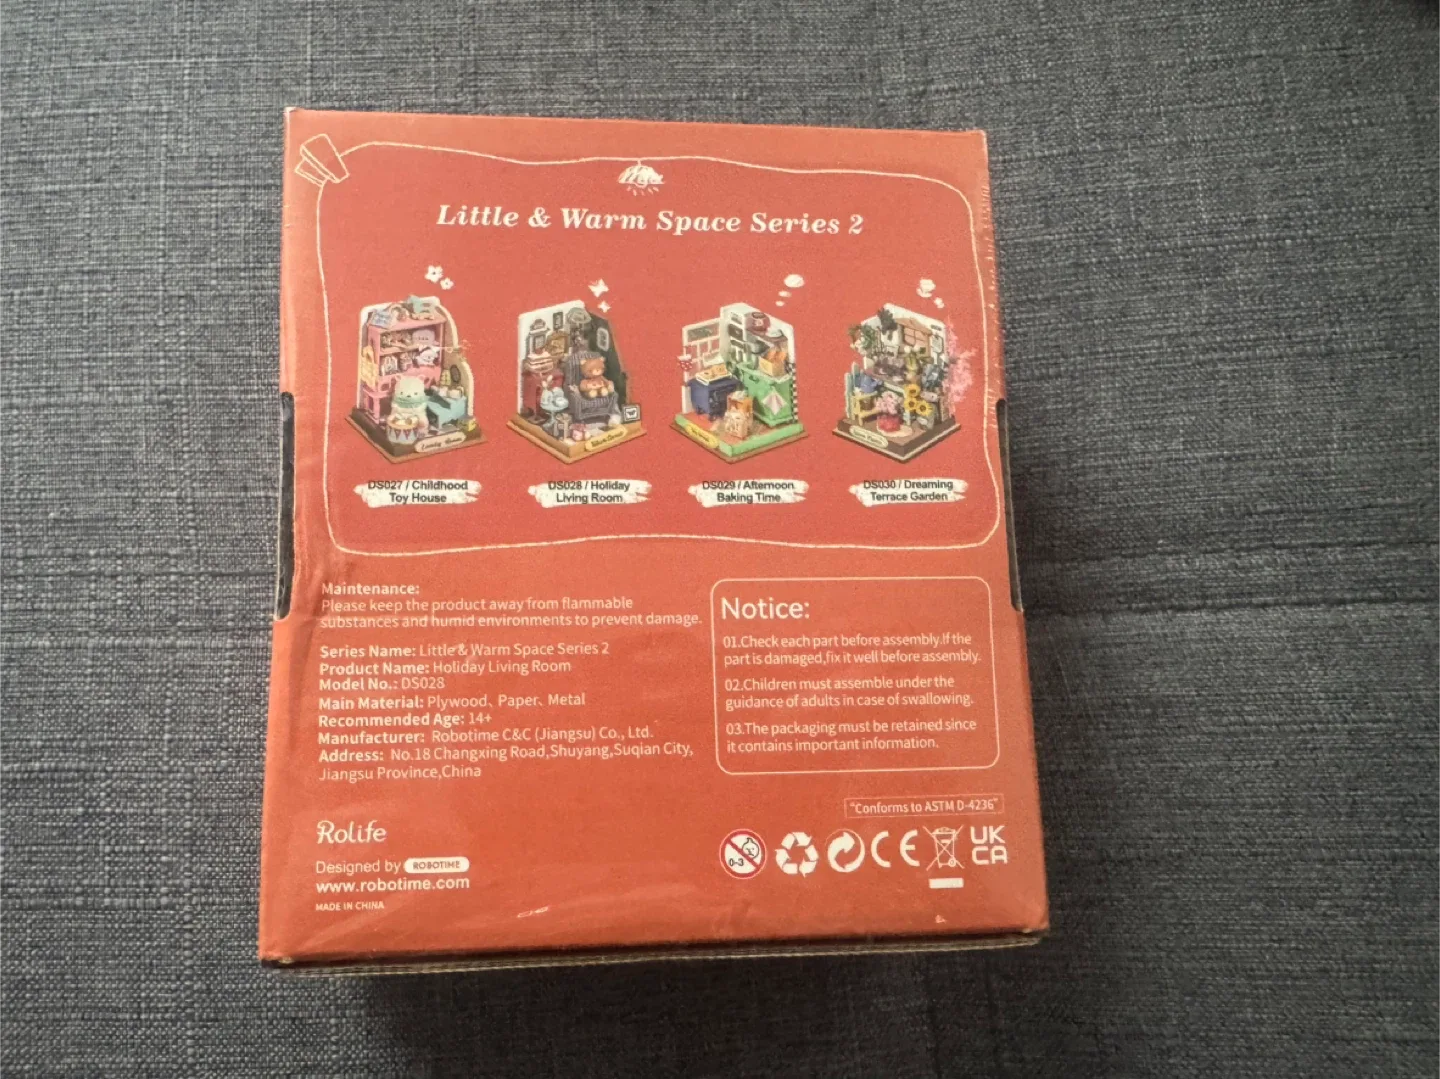 Little & Warm Space Series 2
DS027 / Childhood
Toy House
DS028 / Holiday
Living Room
DS029 / Afternoon
Baking Time
DS030 / Dreaming
Terrace Garden
Maintenance:
Please keep the product away from flammable
substances and humid environments to prevent damage.
Series Name: Little & Warm Space Series 2
Product Name: Holiday Living Room
Model No.: DS028
Main Material: Plywood、Paper、Metal
Recommended Age: 14+
Manufacturer: Robotime C&C (Jiangsu) Co., Ltd.
Address: No.18 Changxing Road,Shuyang,Suqian City,
Jiangsu Province,China
Notice:
01.Check each part before assembly.If the
part is damaged,fix it well before assembly.
02.Children must assemble under the
guidance of adults in case of swallowing.
03.The packaging must be retained since
it contains important information.
"Conforms to ASTM D-4236"
0-3
CE
UK
CA
Rolife
Designed by ROBOTIME
www.robotime.com
MADE IN CHINA